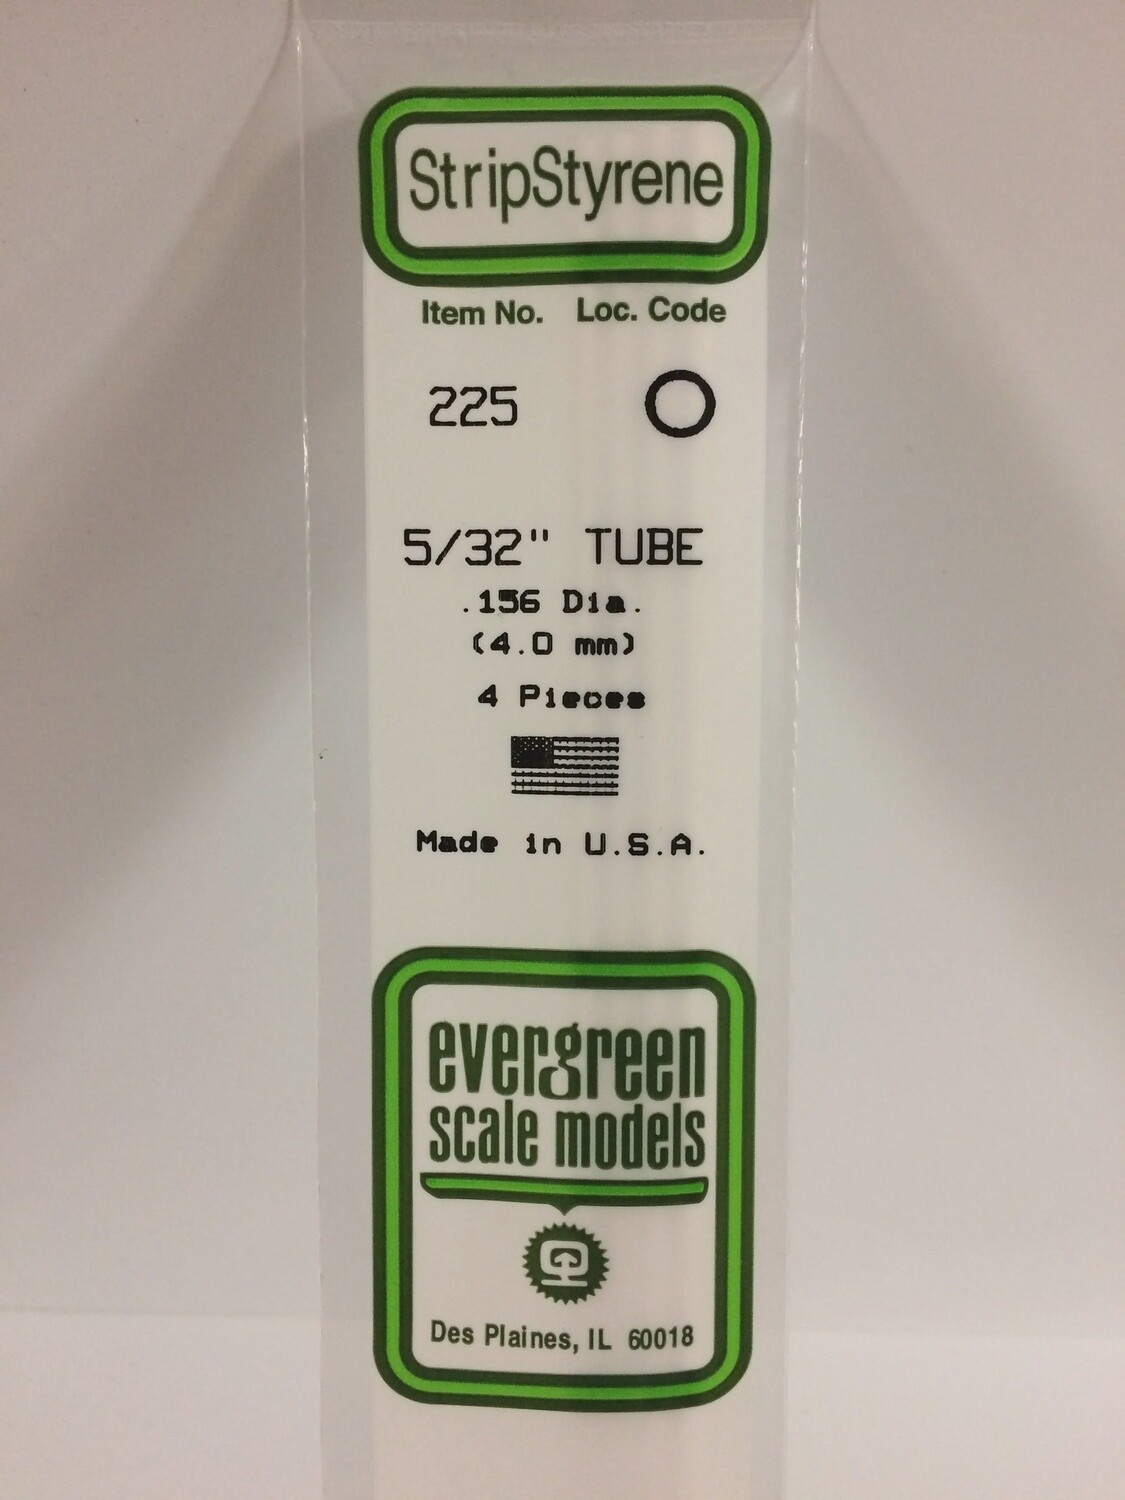 StripStyrene
Item No. Loc. Code
225
5/32" TUBE
.156 Dia.
(4.0 mm)
4 Pieces
Made in U.S.A.
evergreen
scale models
Des Plaines, IL 60018